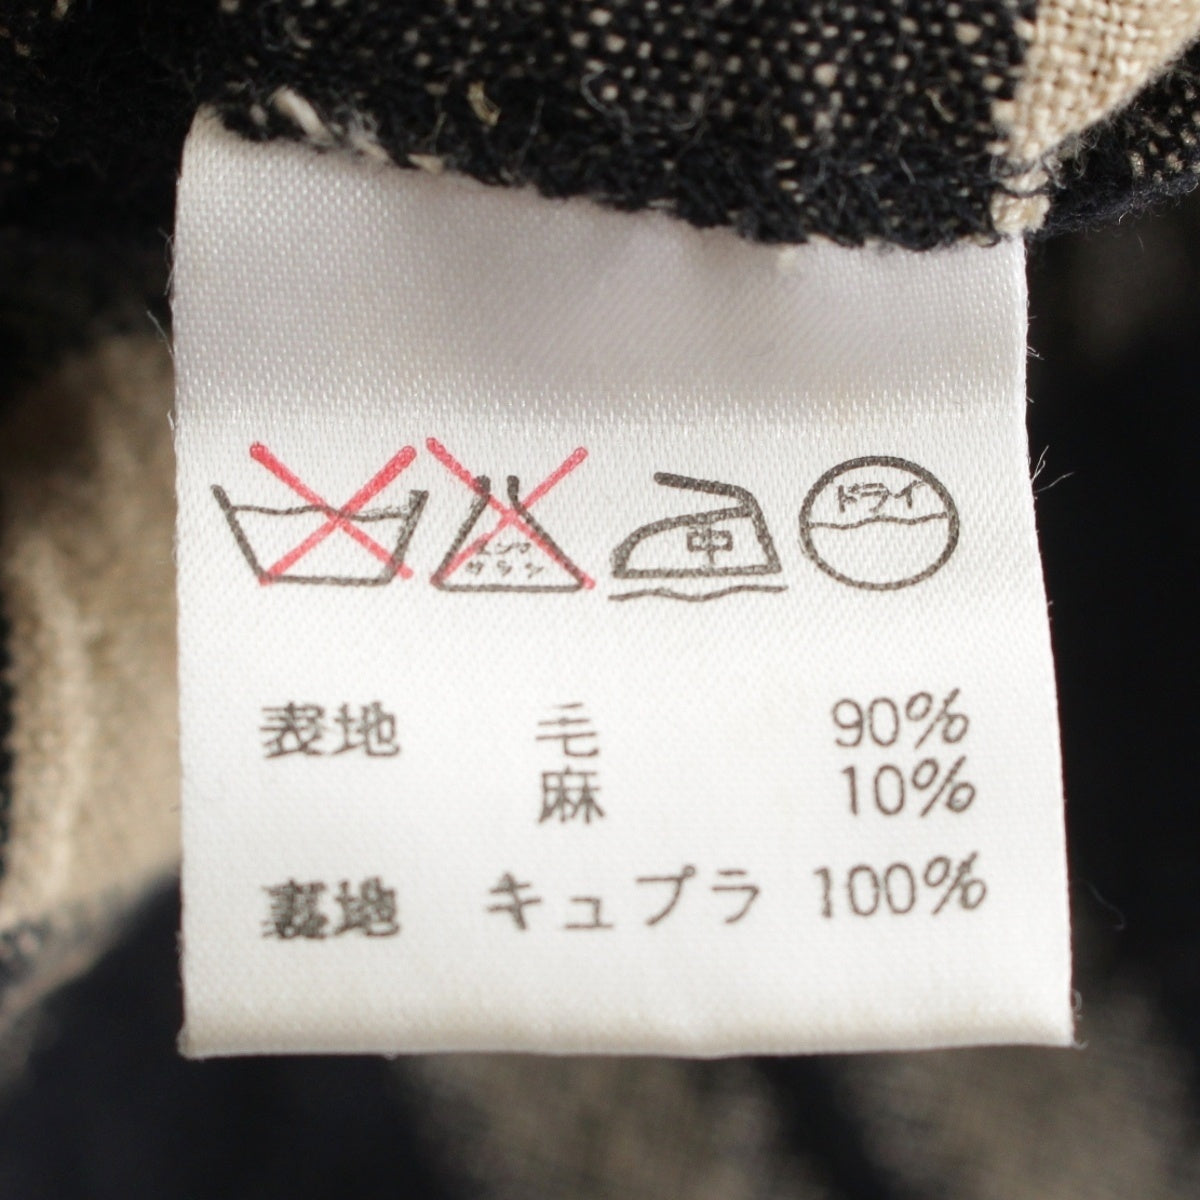 エンソ
サラシ
中
ドライ
表地 毛 90%
麻 10%
裏地 キュプラ 100%